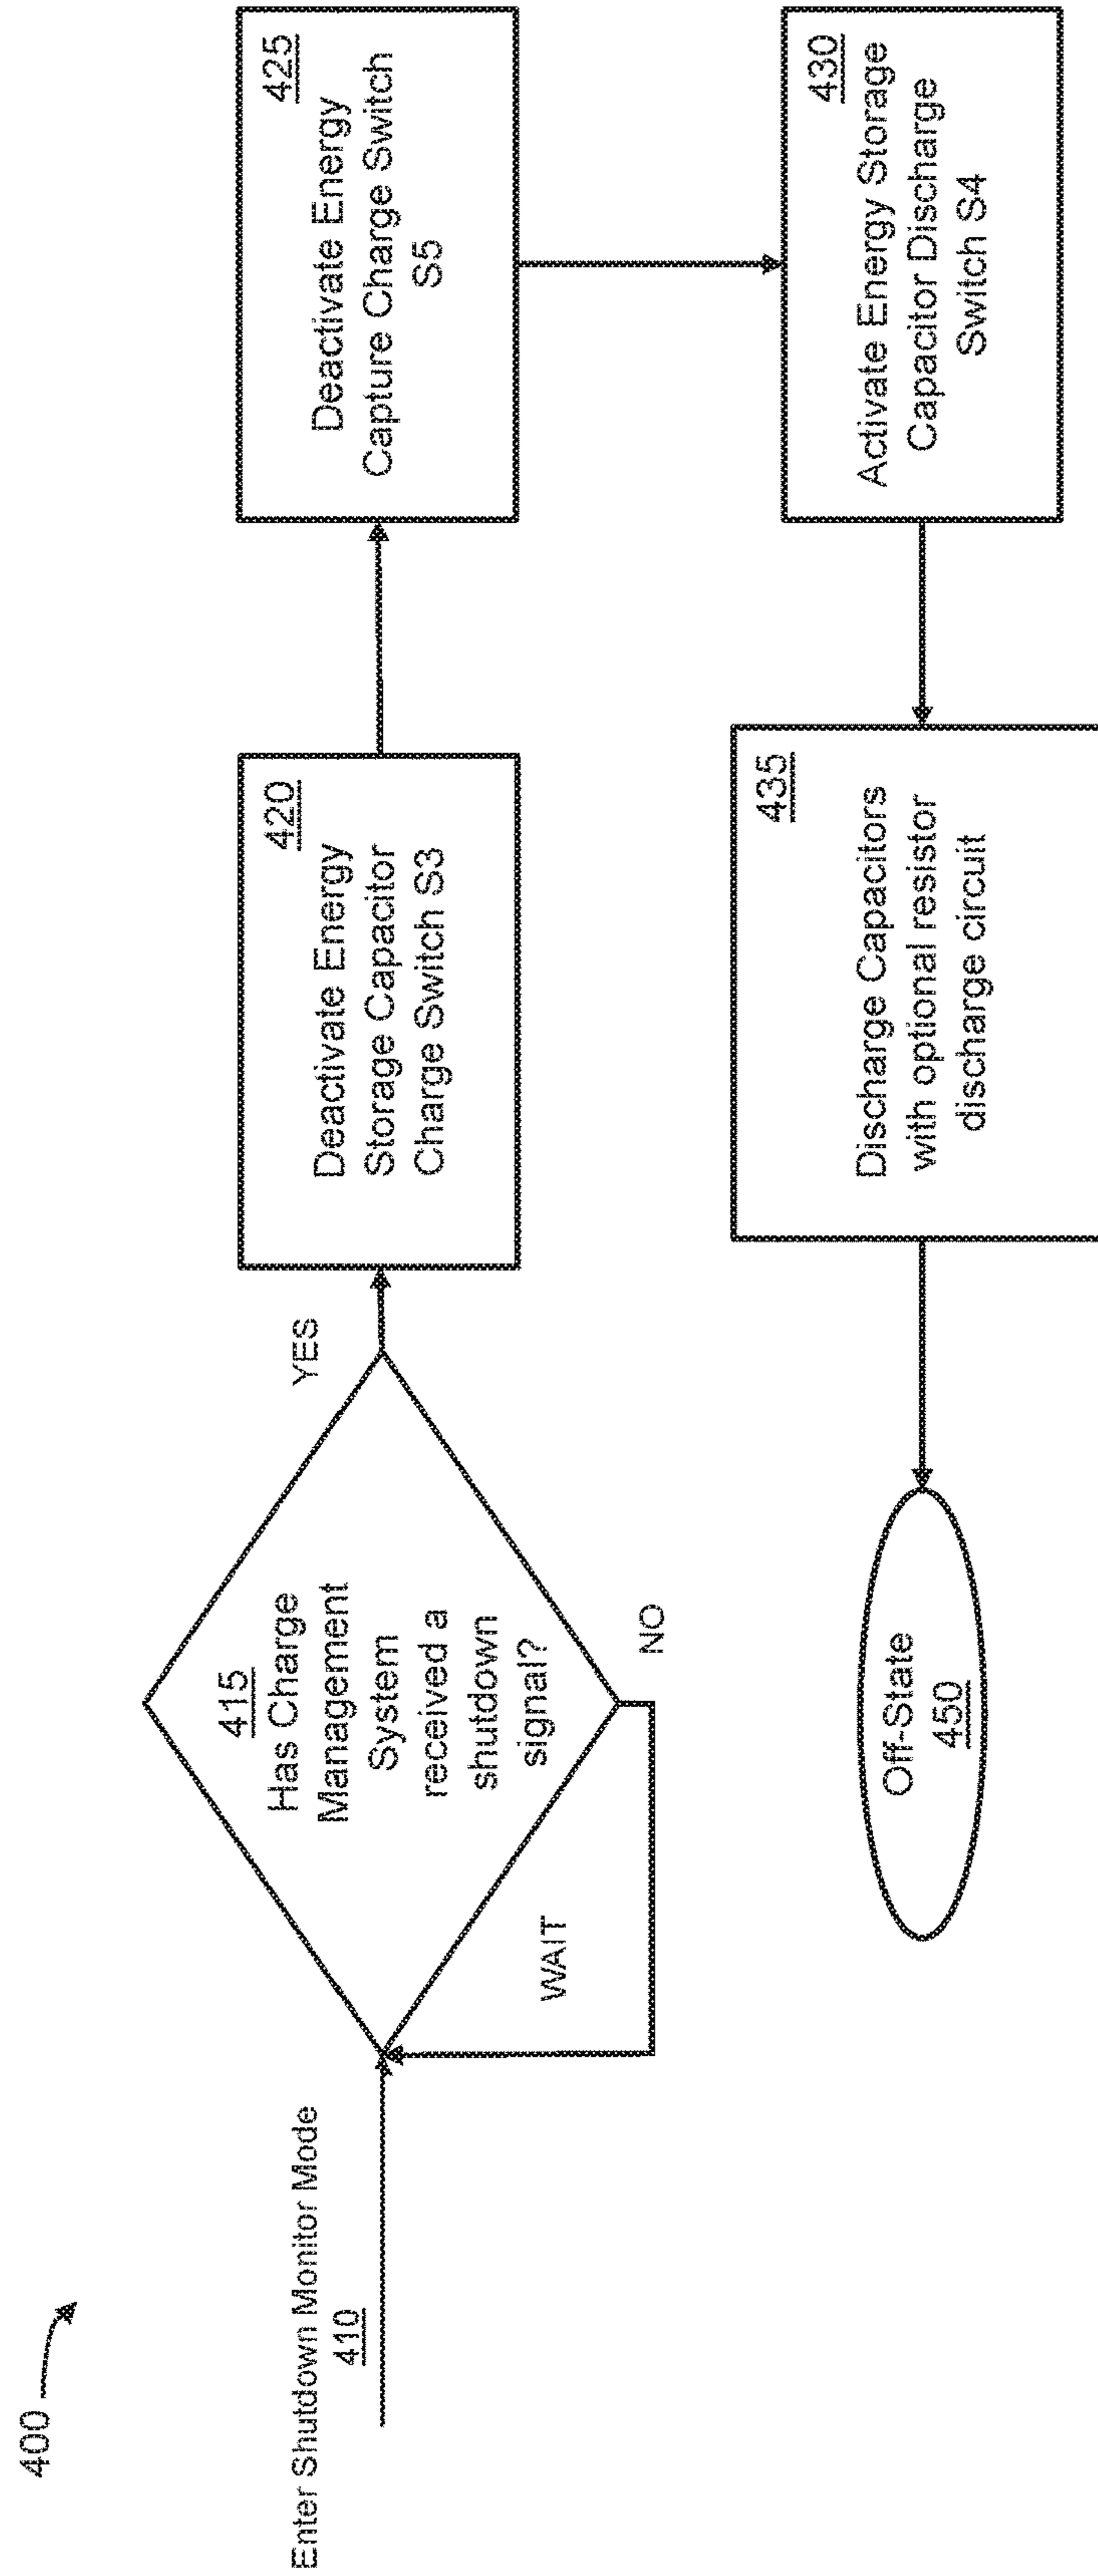 400
Enter Shutdown Monitor Mode
410
415
Has Charge
Management
System
received a
shutdown
signal?
YES
NO
WAIT
420
Deactivate Energy
Storage Capacitor
Charge Switch S3
425
Deactivate Energy
Capture Charge Switch
S5
430
Activate Energy Storage
Capacitor Discharge
Switch S4
435
Discharge Capacitors
with optional resistor
discharge circuit
Off-State
450